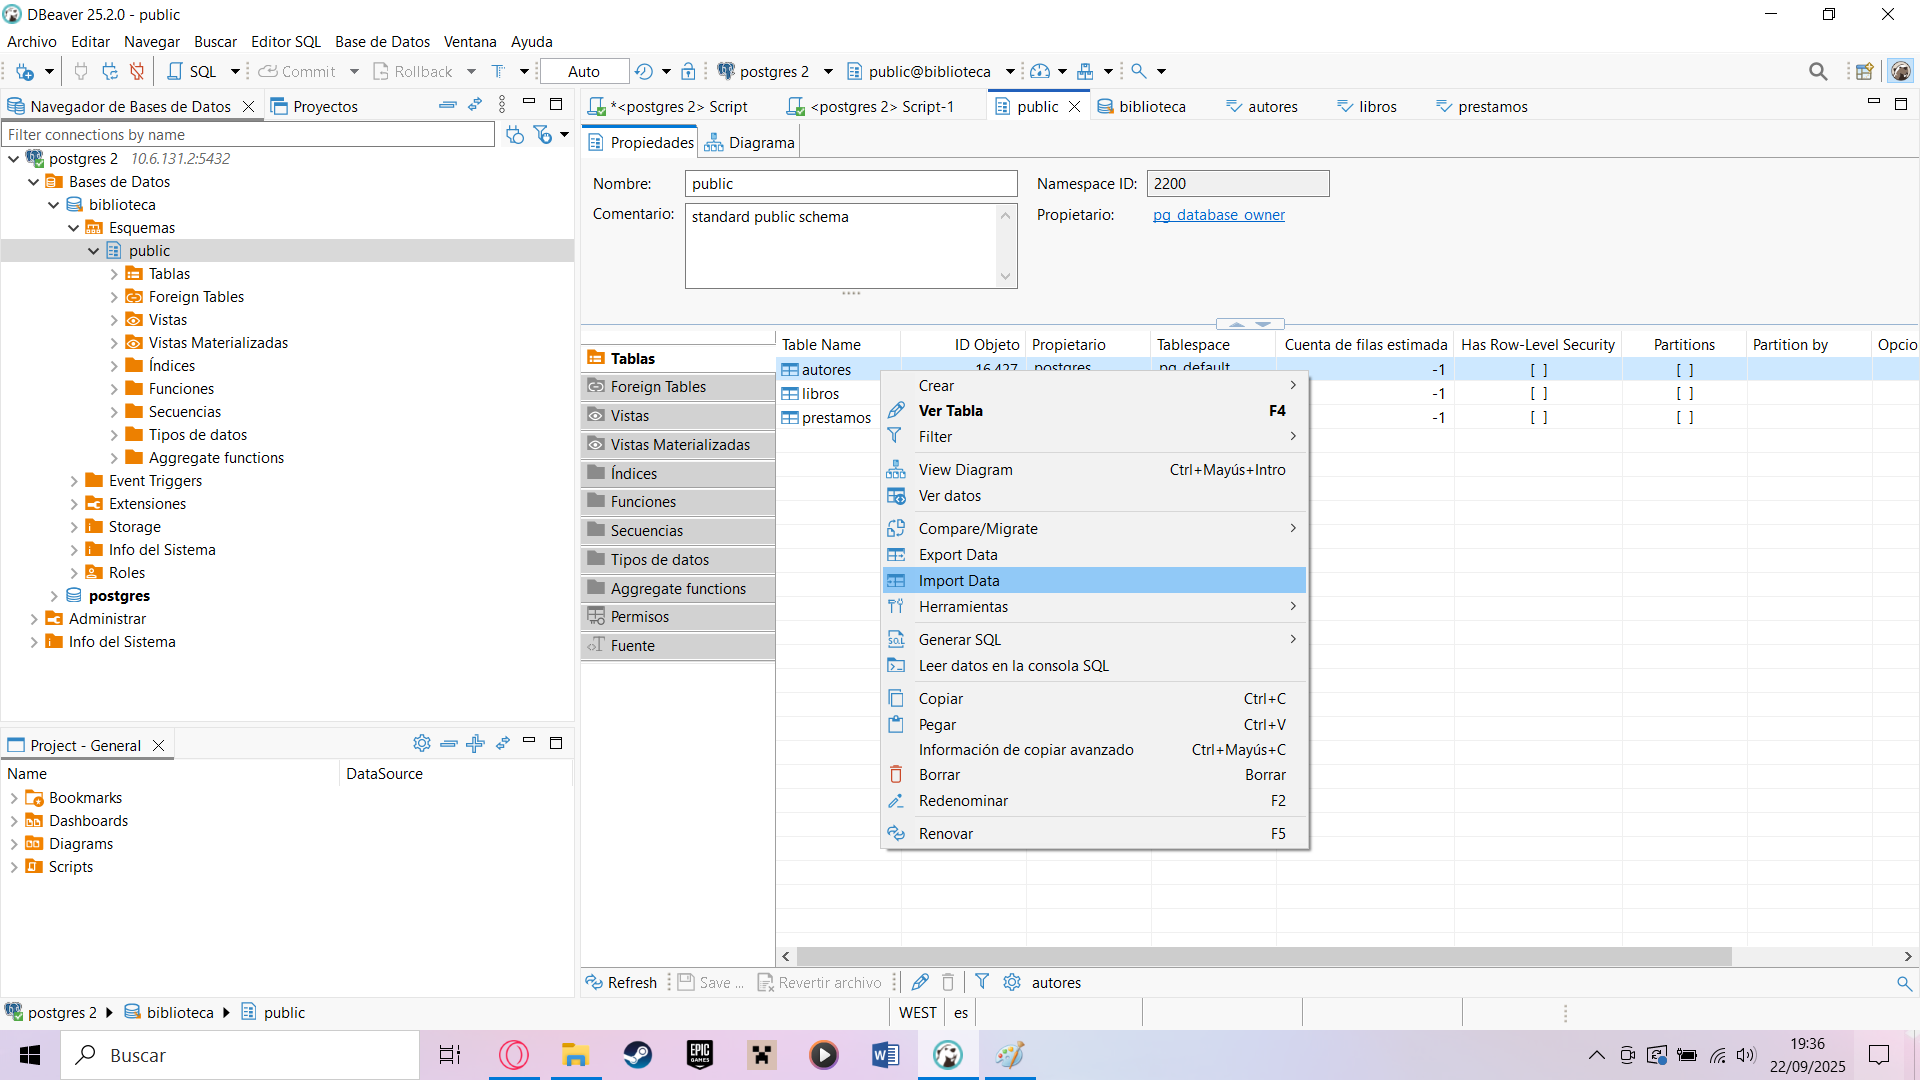 DBeaver 25.2.0 - public
Archivo Editar Navegar Buscar Editor SQL Base de Datos Ventana Ayuda
SQL Commit Rollback Auto postgres 2 public@biblioteca
Navegador de Bases de Datos Proyectos
Filter connections by name
postgres 2 10.6.131.2:5432
Bases de Datos
biblioteca
Esquemas
public
Tablas
Foreign Tables
Vistas
Vistas Materializadas
Índices
Funciones
Secuencias
Tipos de datos
Aggregate functions
Event Triggers
Extensiones
Storage
Info del Sistema
Roles
postgres
Administrar
Info del Sistema
Project - General
Name DataSource
Bookmarks
Dashboards
Diagrams
Scripts
*<postgres 2> Script <postgres 2> Script-1 public biblioteca autores libros prestamos
Propiedades Diagrama
Nombre: public Namespace ID: 2200
Comentario: standard public schema Propietario: pg_database_owner
Tablas
Foreign Tables
Vistas
Vistas Materializadas
Índices
Funciones
Secuencias
Tipos de datos
Aggregate functions
Permisos
Fuente
Table Name ID Objeto Propietario Tablespace Cuenta de filas estimada Has Row-Level Security Partitions Partition by Opcio
autores 16.427 postgres pg_default -1 [ ] [ ]
libros -1 [ ] [ ]
prestamos -1 [ ] [ ]
Crear
Ver Tabla F4
Filter
View Diagram Ctrl+Mayús+Intro
Ver datos
Compare/Migrate
Export Data
Import Data
Herramientas
Generar SQL
Leer datos en la consola SQL
Copiar Ctrl+C
Pegar Ctrl+V
Información de copiar avanzado Ctrl+Mayús+C
Borrar Borrar
Redenominar F2
Renovar F5
Refresh Save ... Revertir archivo autores
postgres 2 biblioteca public WEST es
Buscar
EPIC GAMES
19:36
22/09/2025